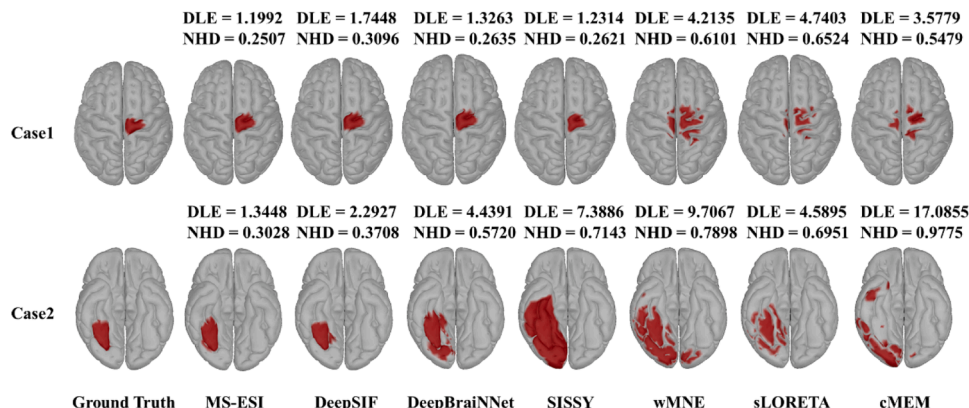 DLE = 1.1992 DLE = 1.7448 DLE = 1.3263 DLE = 1.2314 DLE = 4.2135 DLE = 4.7403 DLE = 3.5779
NHD = 0.2507 NHD = 0.3096 NHD = 0.2635 NHD = 0.2621 NHD = 0.6101 NHD = 0.6524 NHD = 0.5479
Case1
DLE = 1.3448 DLE = 2.2927 DLE = 4.4391 DLE = 7.3886 DLE = 9.7067 DLE = 4.5895 DLE = 17.0855
NHD = 0.3028 NHD = 0.3708 NHD = 0.5720 NHD = 0.7143 NHD = 0.7898 NHD = 0.6951 NHD = 0.9775
Case2
Ground Truth MS-ESI DeepSIF DeepBraiNNet SISSY wMNE sLORETA cMEM